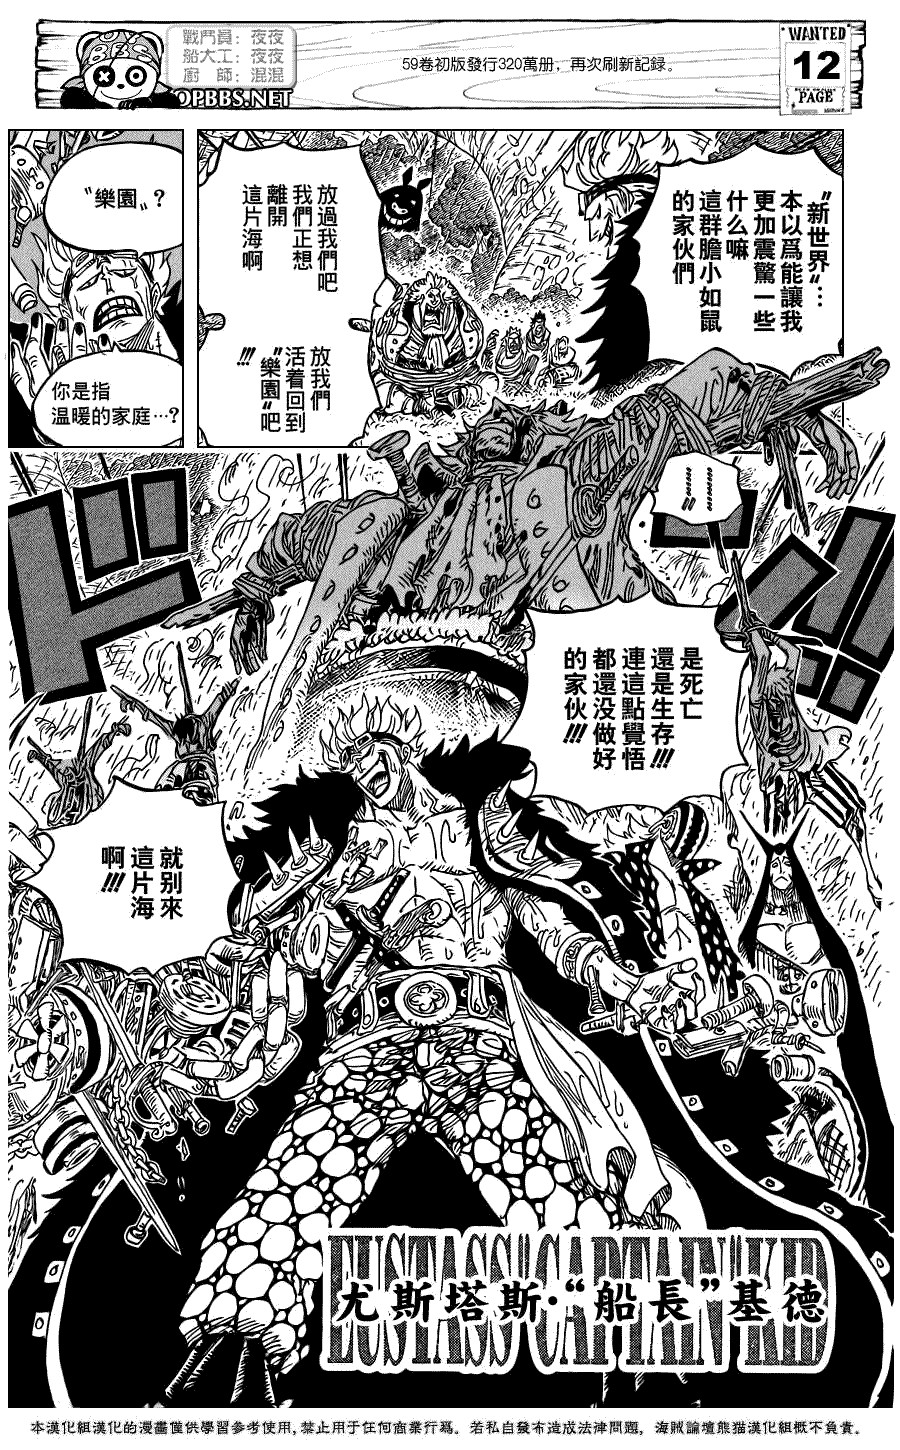 戰鬥員：夜夜
船大工：夜夜
廚　師：混混
OPBBS.NET
59卷初版發行320萬册，再次刷新記錄。
WANTED
12
PAGE
“新世界”…
本以爲能讓我
更加震驚一些
什么嘛
這群膽小如鼠
的家伙們
放過我們吧
我們正想
離開
這片海啊
放我們
活着回到
“樂園”吧
!!!
“樂園”？
你是指
溫暖的家庭…？
…………!!
ドン!!
是死亡
還是生存!!!
連這點覺悟
都還没做好
的家伙!!!
就别來
這片海
啊!!!
EUSTASS"CAPTAIN"KID
尤斯塔斯·“船長”基德
本漢化組漢化的漫畫僅供學習參考使用，禁止用于任何商業行爲。若私自發布造成法律問題，海賊論壇熊猫漢化組概不負責。